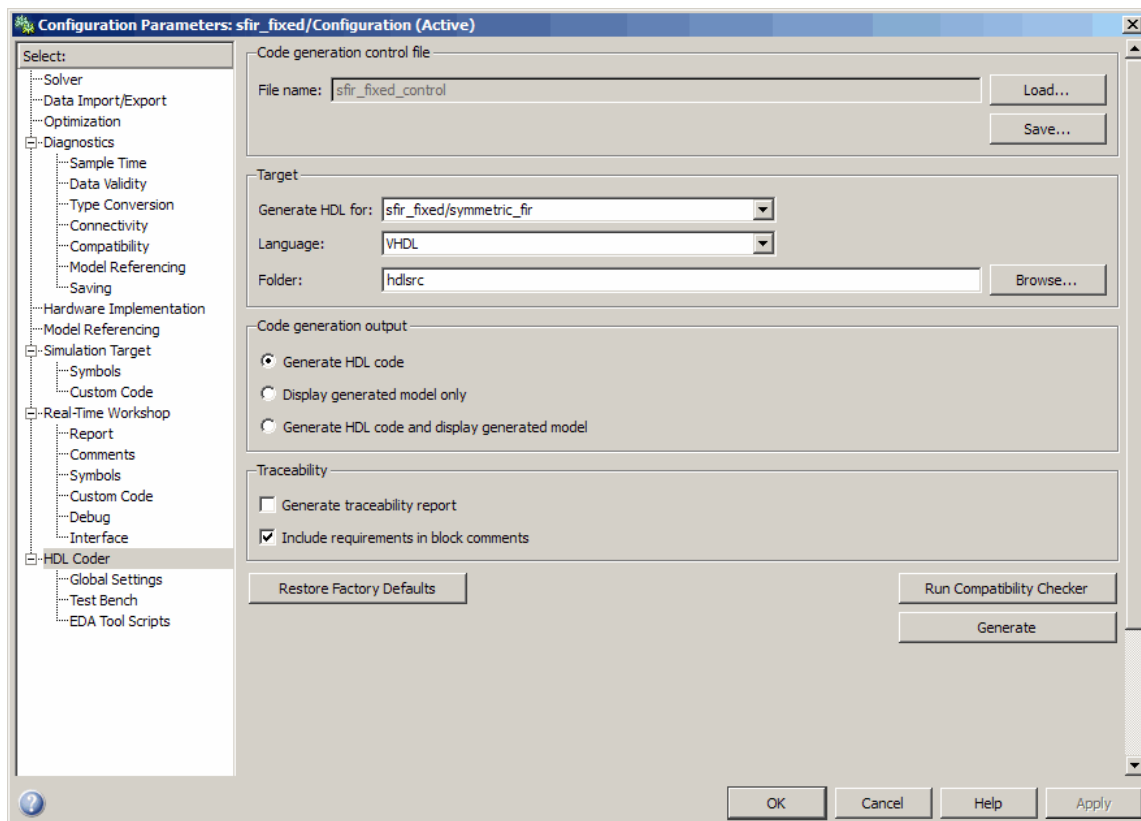 Configuration Parameters: sfir_fixed/Configuration (Active)
Select:
Solver
Data Import/Export
Optimization
Diagnostics
Sample Time
Data Validity
Type Conversion
Connectivity
Compatibility
Model Referencing
Saving
Hardware Implementation
Model Referencing
Simulation Target
Symbols
Custom Code
Real-Time Workshop
Report
Comments
Symbols
Custom Code
Debug
Interface
HDL Coder
Global Settings
Test Bench
EDA Tool Scripts
Code generation control file
File name: sfir_fixed_control Load...
Save...
Target
Generate HDL for: sfir_fixed/symmetric_fir
Language: VHDL
Folder: hdlsrc Browse...
Code generation output
Generate HDL code
Display generated model only
Generate HDL code and display generated model
Traceability
Generate traceability report
Include requirements in block comments
Restore Factory Defaults Run Compatibility Checker
Generate
OK Cancel Help Apply